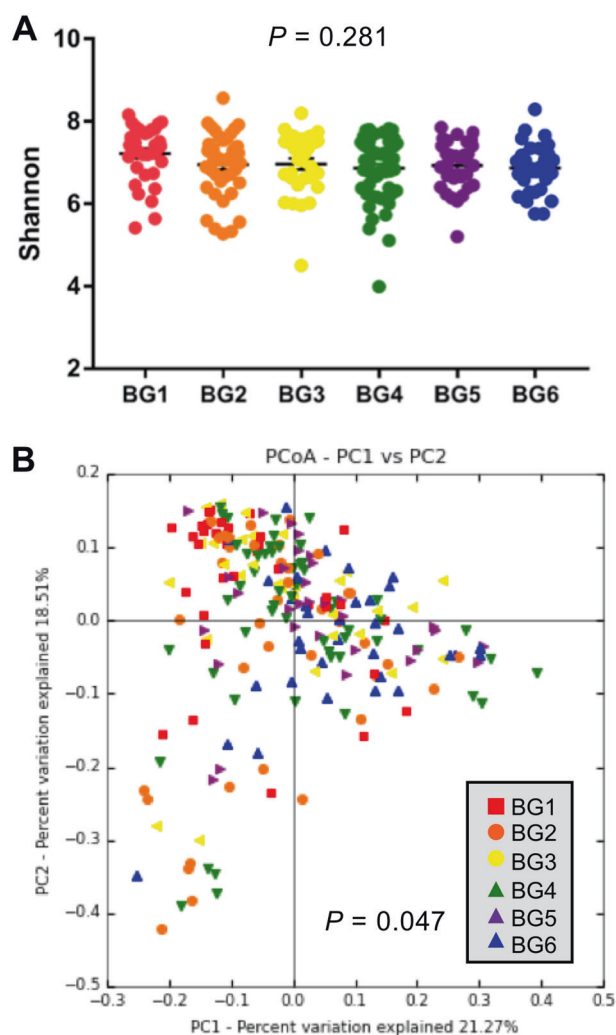 A
P = 0.281
10
8
6
4
2
Shannon
BG1 BG2 BG3 BG4 BG5 BG6
B
PCoA - PC1 vs PC2
0.2
0.1
0.0
−0.1
−0.2
−0.3
−0.4
−0.5
PC2 - Percent variation explained 18.51%
BG1
BG2
BG3
BG4
BG5
BG6
P = 0.047
−0.3 −0.2 −0.1 0.0 0.1 0.2 0.3 0.4 0.5
PC1 - Percent variation explained 21.27%